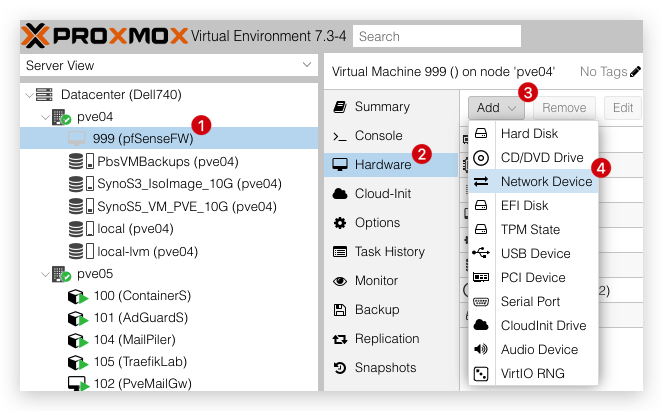 PROXMOX Virtual Environment 7.3-4 Search
Server View
Virtual Machine 999 () on node 'pve04' No Tags
Datacenter (Dell740)
pve04
999 (pfSenseFW) 1
PbsVMBackups (pve04)
SynoS3_IsoImage_10G (pve04)
SynoS5_VM_PVE_10G (pve04)
local (pve04)
local-lvm (pve04)
pve05
100 (ContainerS)
101 (AdGuardS)
104 (MailPiler)
105 (TraefikLab)
102 (PveMailGw)
Summary
Console
Hardware 2
Cloud-Init
Options
Task History
Monitor
Backup
Replication
Snapshots
3
Add Remove Edit
Hard Disk
CD/DVD Drive
Network Device 4
EFI Disk
TPM State
USB Device
PCI Device
Serial Port
CloudInit Drive
Audio Device
VirtIO RNG
2)